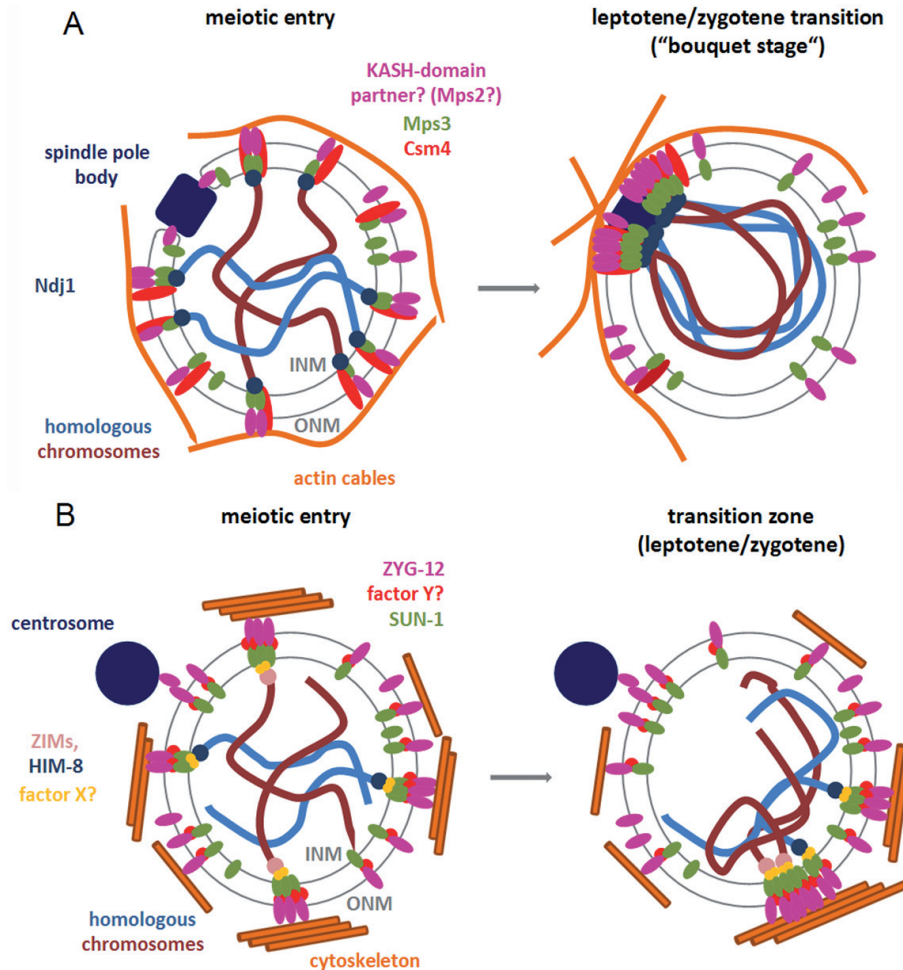 A
meiotic entry
leptotene/zygotene transition
(“bouquet stage“)
KASH-domain
partner? (Mps2?)
Mps3
Csm4
spindle pole
body
Ndj1
INM
ONM
homologous
chromosomes
actin cables
B
meiotic entry
transition zone
(leptotene/zygotene)
ZYG-12
factor Y?
SUN-1
centrosome
ZIMs,
HIM-8
factor X?
INM
ONM
homologous
chromosomes
cytoskeleton